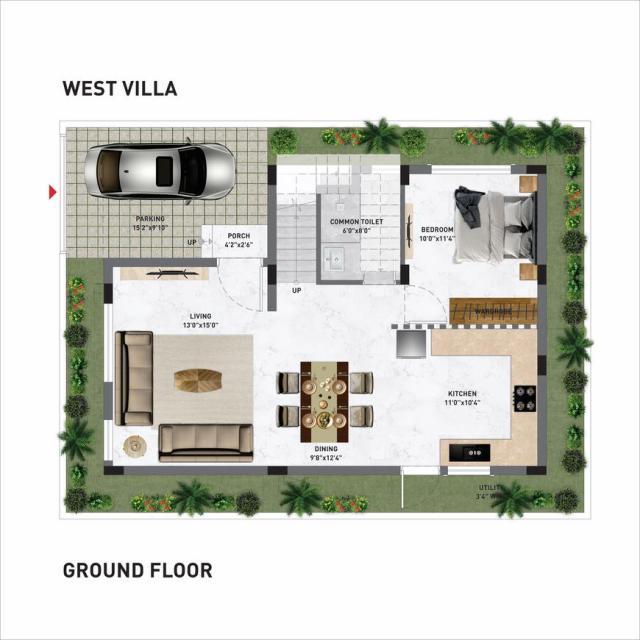 WEST VILLA
PARKING
15'2"x9'10"
UP
PORCH
4'2"x2'6"
COMMON TOILET
6'0"x8'0"
BEDROOM
10'0"x11'4"
UP
WARDROBE
LIVING
13'0"x15'0"
KITCHEN
11'0"x10'4"
DINING
9'8"x12'4"
UTILITY
3'4"
GROUND FLOOR